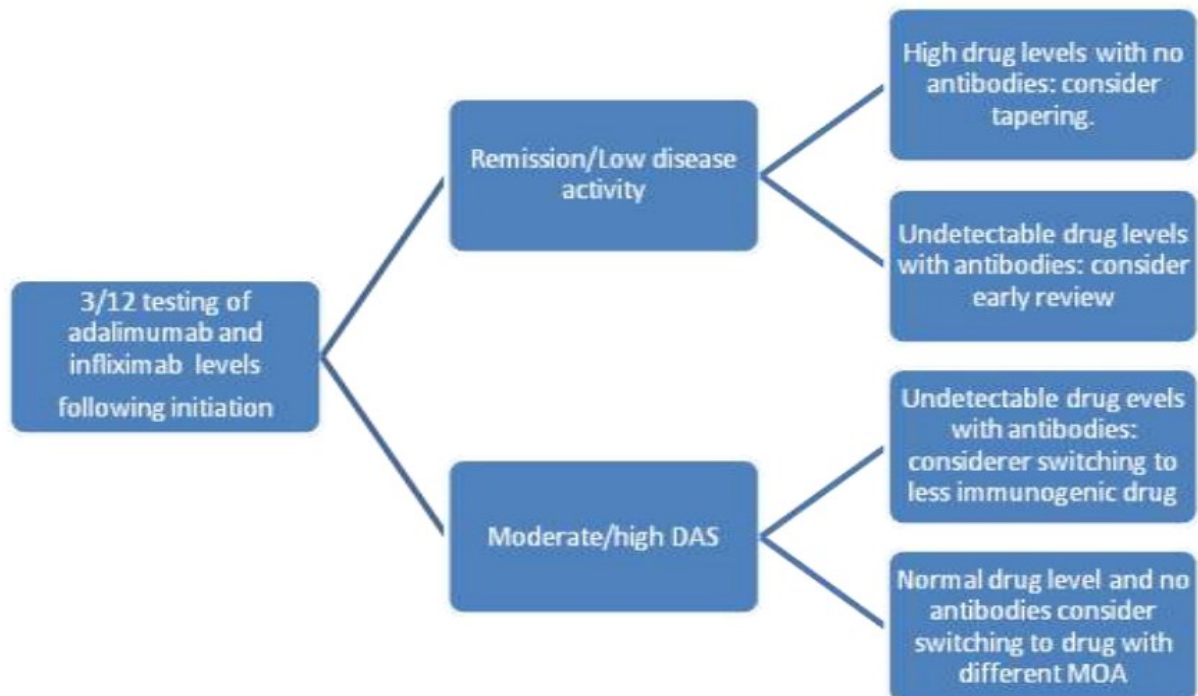 3/12 testing of
adalimumab and
infliximab levels
following initiation
Remission/Low disease
activity
High drug levels with no
antibodies: consider
tapering.
Undetectable drug levels
with antibodies: consider
early review
Moderate/high DAS
Undetectable drug evels
with antibodies:
considerer switching to
less immunogenic drug
Normal drug level and no
antibodies consider
switching to drug with
different MOA